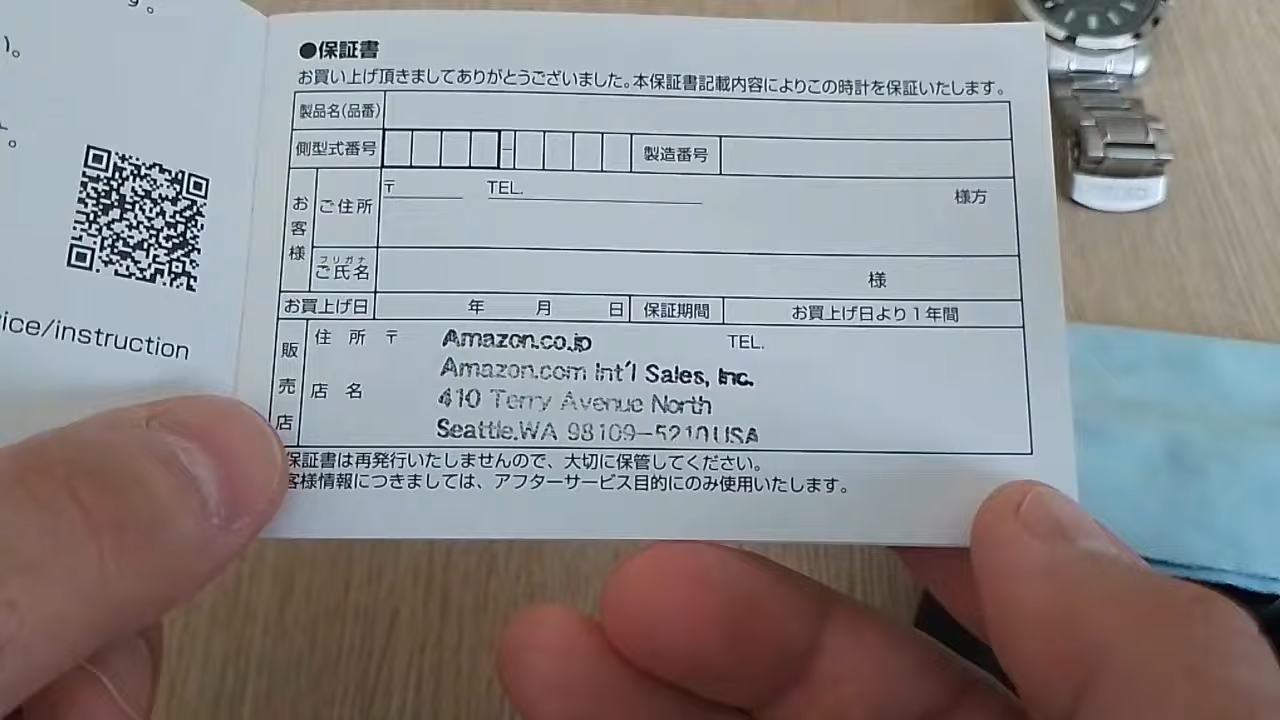 す。
い。
す。
●保証書
お買い上げ頂きましてありがとうございました。本保証書記載内容によりこの時計を保証いたします。
製品名(品番)
側型式番号 - 製造番号
お客様
ご住所 〒 TEL. 様方
フリガナ
ご氏名 様
お買上げ日 年 月 日 保証期間 お買上げ日より1年間
販売店
住所 〒 Amazon.co.jp TEL.
Amazon.com Int'l Sales, Inc.
店名 410 Terry Avenue North
Seattle,WA 98109-5210 USA
保証書は再発行いたしませんので、大切に保管してください。
客様情報につきましては、アフターサービス目的にのみ使用いたします。
/instruction